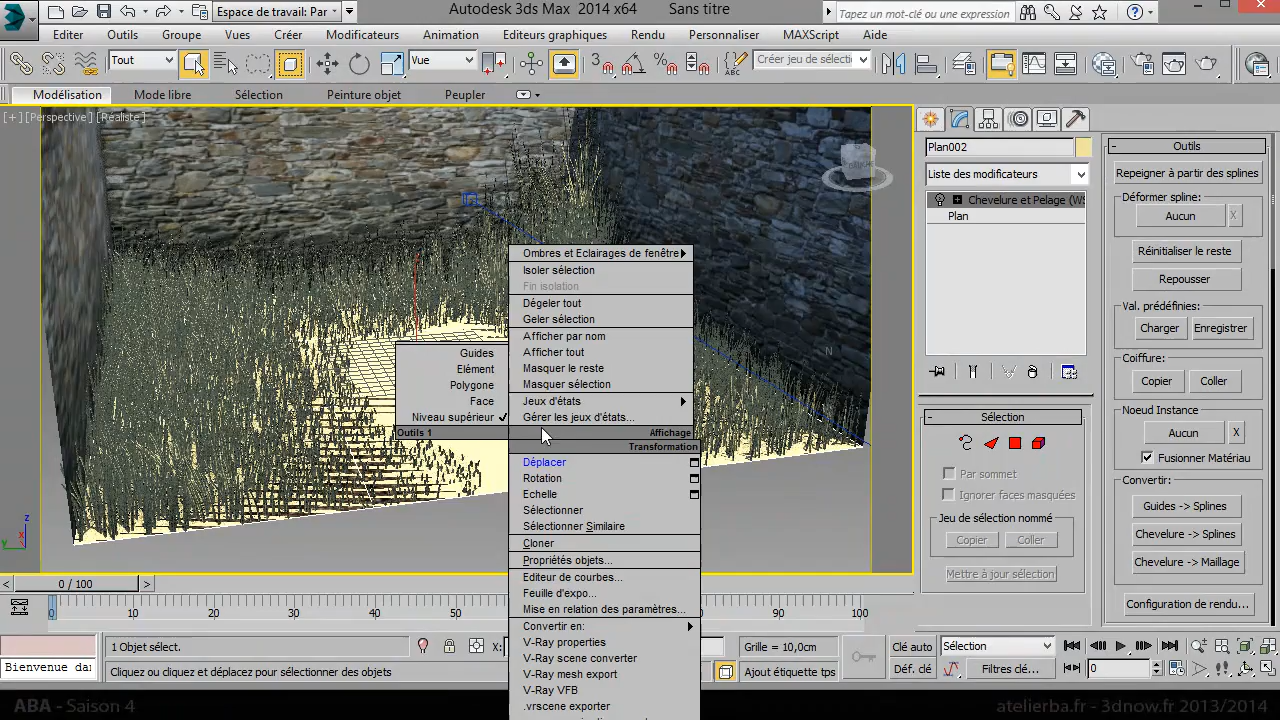 Espace de travail: Par
Autodesk 3ds Max 2014 x64 Sans titre
Tapez un mot-clé ou une expression
Editer Outils Groupe Vues Créer Modificateurs Animation Editeurs graphiques Rendu Personnaliser MAXScript Aide
Tout
Vue
3
Créer jeu de sélecti
Modélisation Mode libre Sélection Peinture objet Peupler
[+] [Perspective] [Réaliste]
N
Ombres et Eclairages de fenêtre
Isoler sélection
Fin isolation
Dégeler tout
Geler sélection
Afficher par nom
Afficher tout
Masquer le reste
Masquer sélection
Jeux d'états
Gérer les jeux d'états...
Guides
Elément
Polygone
Face
Niveau supérieur
Outils 1
Affichage
Transformation
Déplacer
Rotation
Echelle
Sélectionner
Sélectionner Similaire
Cloner
Propriétés objets...
Editeur de courbes...
Feuille d'expo...
Mise en relation des paramètres...
Convertir en:
V-Ray properties
V-Ray scene converter
V-Ray mesh export
V-Ray VFB
.vrscene exporter
Plan002
Liste des modificateurs
Chevelure et Pelage (WS
Plan
Sélection
Par sommet
Ignorer faces masquées
Jeu de sélection nommé
Copier Coller
Mettre à jour sélection
Outils
Repeigner à partir des splines
Déformer spline:
Aucun X
Réinitialiser le reste
Repousser
Val. prédéfinies:
Charger Enregistrer
Coiffure:
Copier Coller
Noeud Instance
Aucun X
Fusionner Matériau
Convertir:
Guides -> Splines
Chevelure -> Splines
Chevelure -> Maillage
Configuration de rendu...
z
x
y
< 0 / 100 >
0 10 20 30 40 50 100
1 Objet sélect.
X:
Grille = 10,0cm
Clé auto
Sélection
Bienvenue dan
Cliquez ou cliquez et déplacez pour sélectionner des objets
Ajout étiquette tps
Déf. clé
Filtres clé...
0
ABA - Saison 4
atelierba.fr - 3dnow.fr 2013/2014